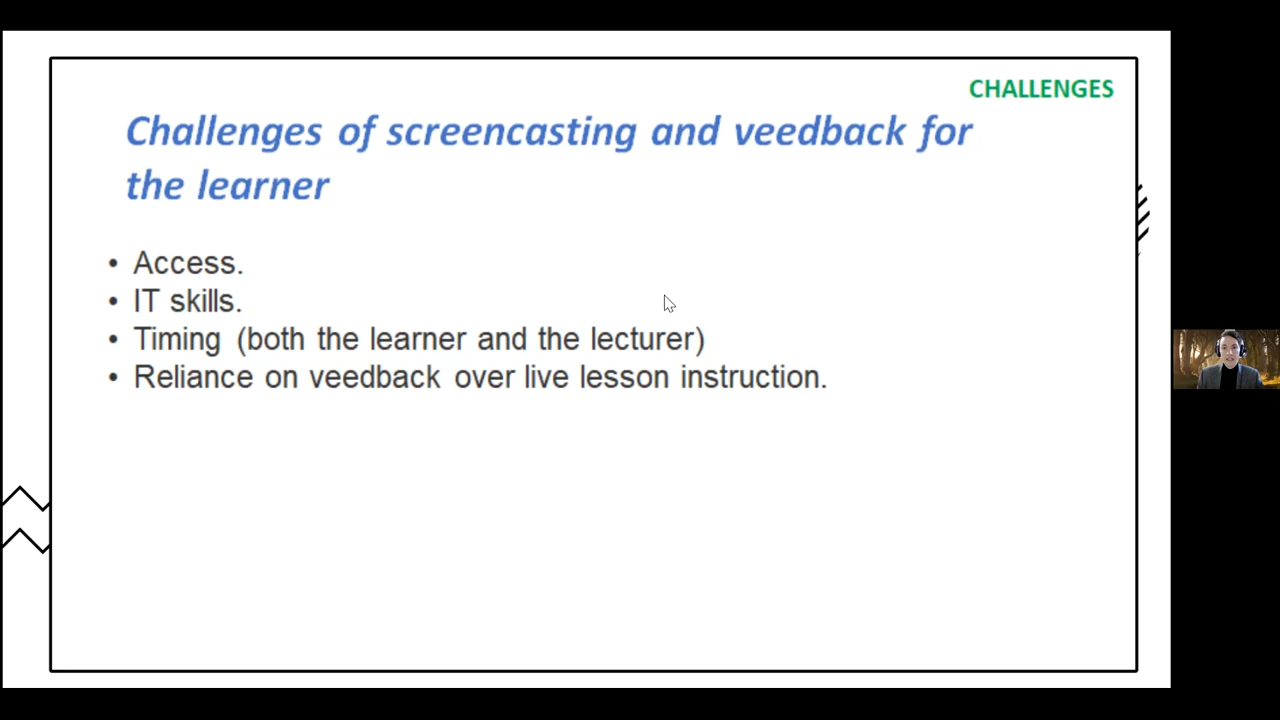 CHALLENGES
Challenges of screencasting and veedback for
the learner
• Access.
• IT skills.
• Timing (both the learner and the lecturer)
• Reliance on veedback over live lesson instruction.